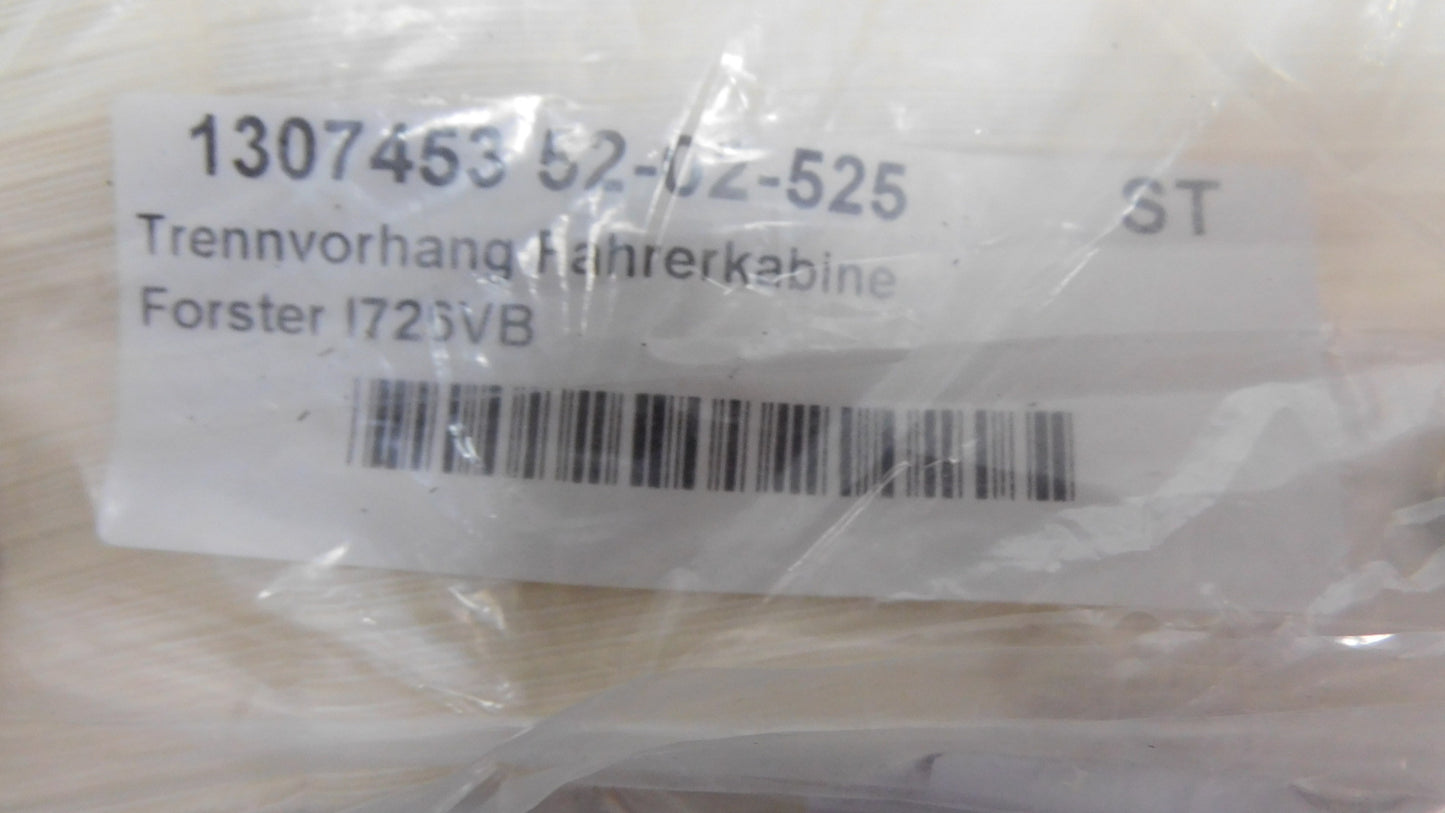 1307453 52-02-525 ST
Trennvorhang Fahrerkabine
Forster I726VB